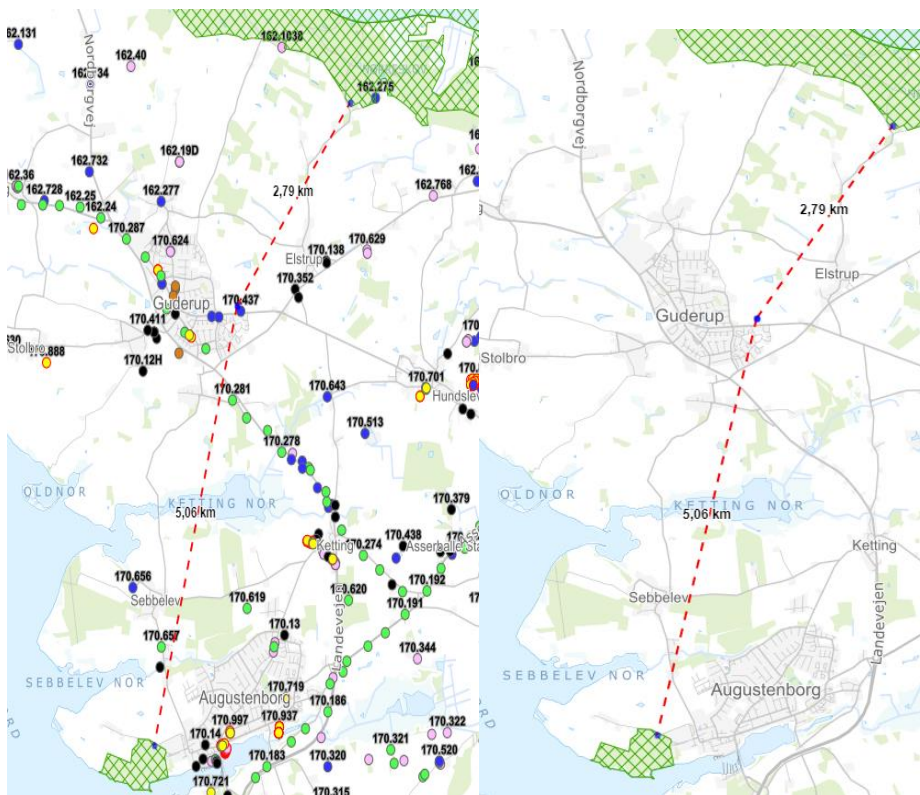 62.131
Nordborgvej
162.40
162.1038
162.275
162.19D
162.732
162.36
162.728
162.25
162.24
162.277
162.768
2,79 km
170.287
170.624
170.138
170.629
Elstrup
170.352
Guderup
170.437
170.411
Stolbro
170.12H
170.701
Hundslev
170.281
170.643
170.513
170.278
OLDNOR
KETTING NOR
5,06 km
170.379
170.438
Ketting
170.274
170.656
Sebbelev
170.619
170.620
170.192
170.191
170.657
170.13
Landevejen
170.344
SEBBELEV NOR
170.719
Augustenborg
170.186
170.997
170.937
170.14
170.322
170.321
170.520
170.183
170.320
170.721
170.315
Nordborgvej
2,79 km
Elstrup
Guderup
Stolbro
OLDNOR
KETTING NOR
5,06 km
Ketting
Sebbelev
Landevejen
SEBBELEV NOR
Augustenborg